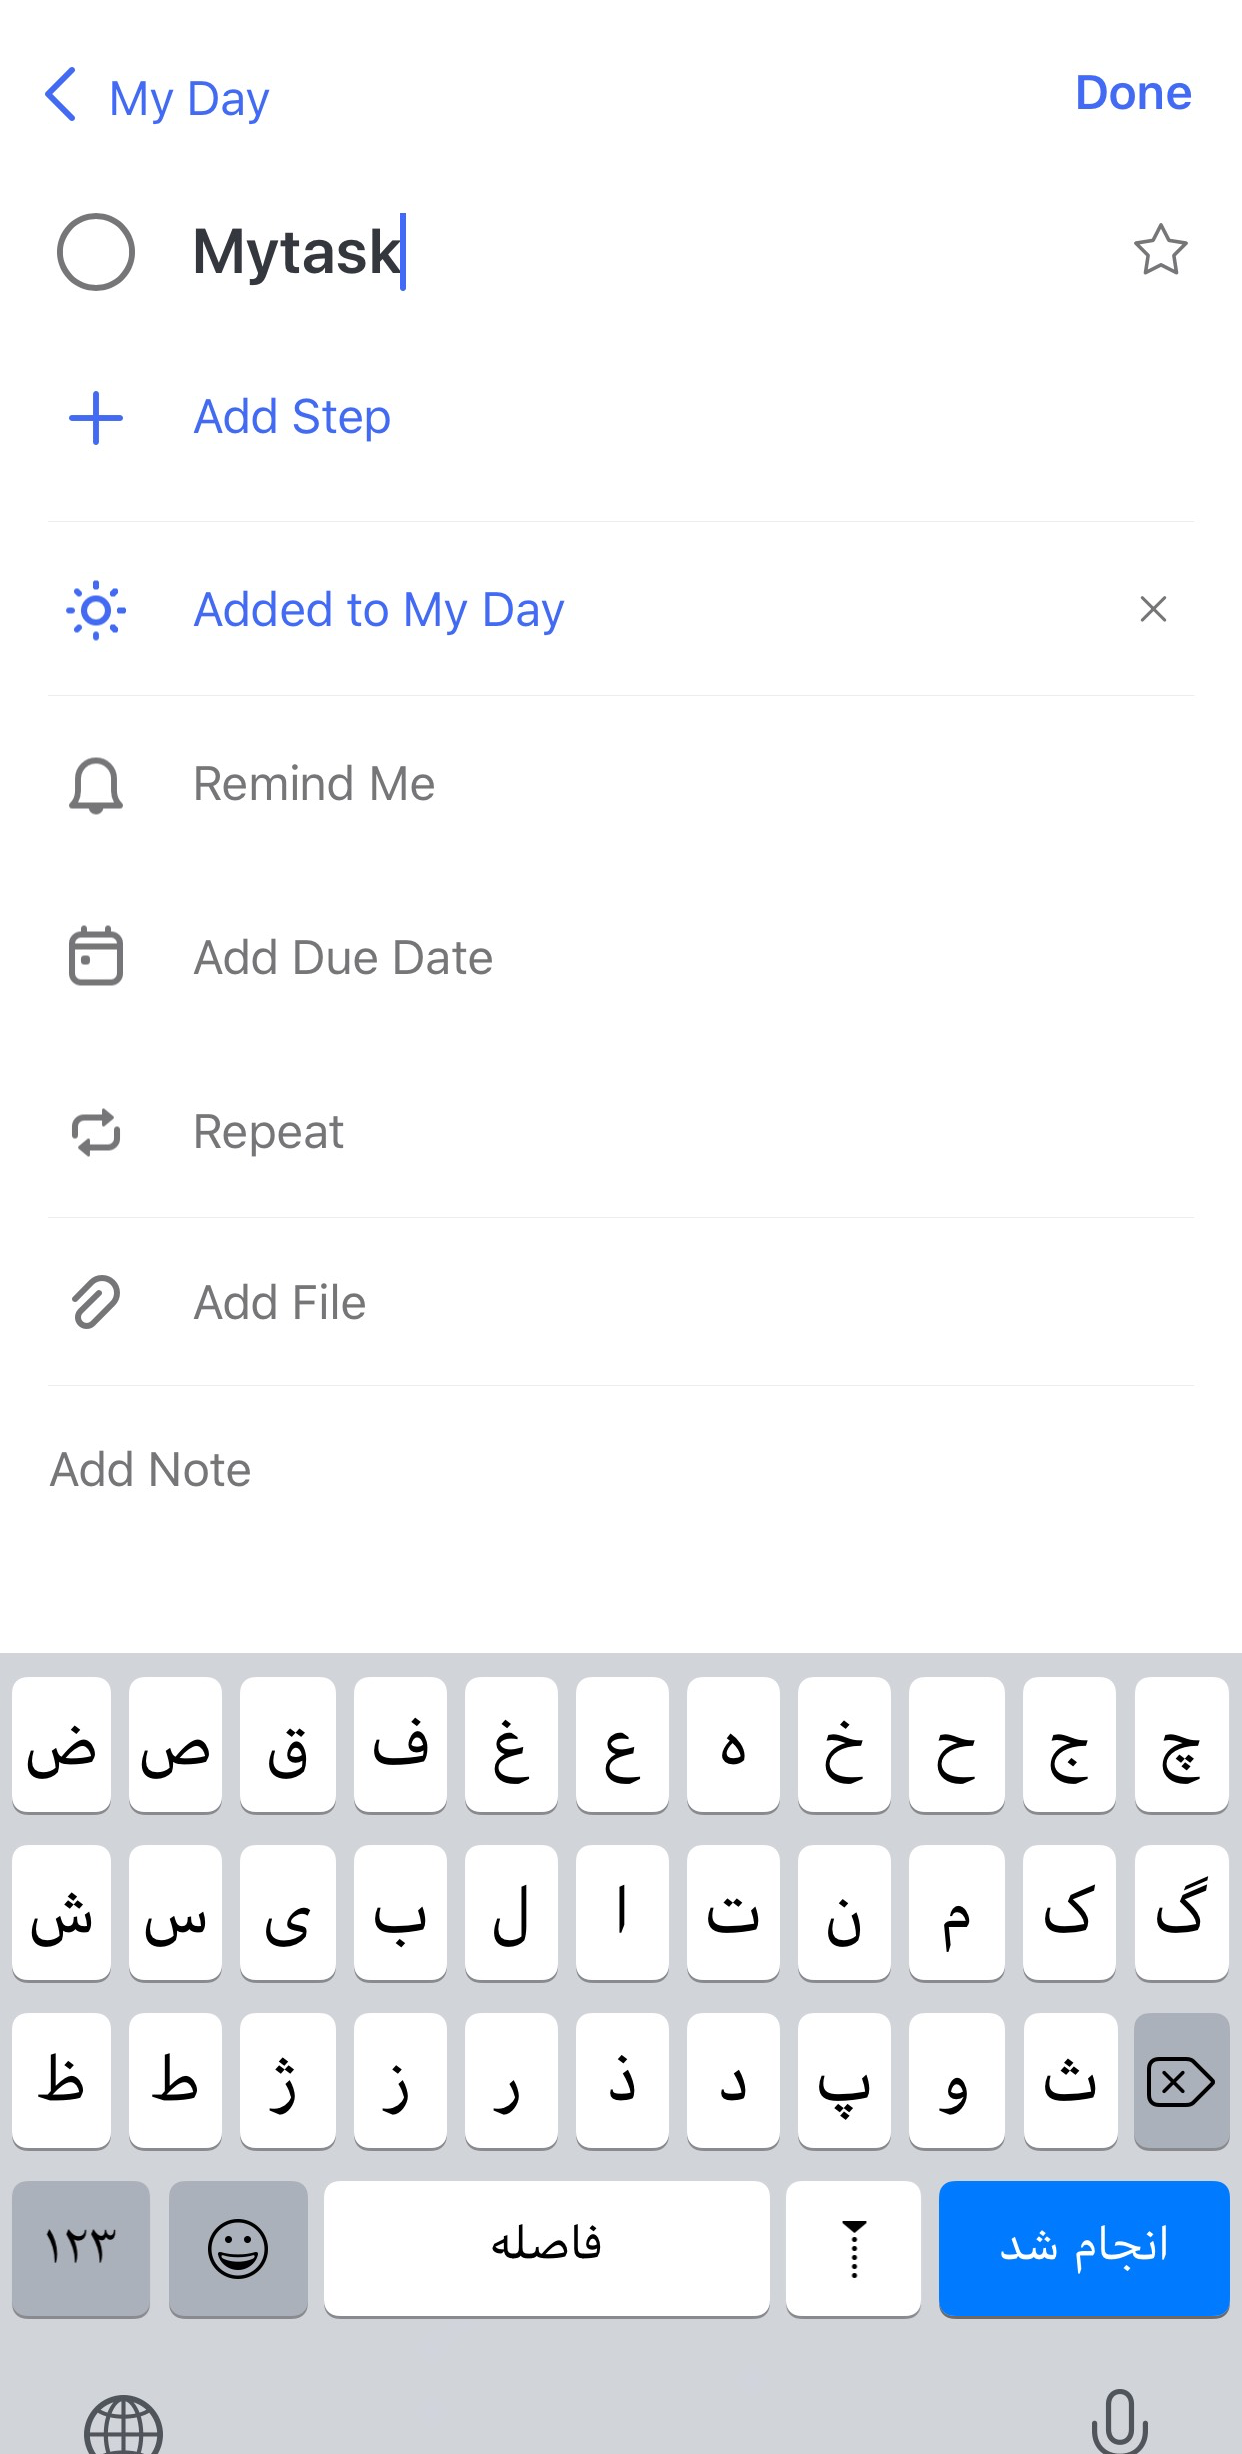 My Day
Done
Mytask
Add Step
Added to My Day
Remind Me
Add Due Date
Repeat
Add File
Add Note
ض ص ق ف غ ع ه خ ح ج چ
ش س ی ب ل ا ت ن م ک گ
ظ ط ژ ز ر ذ د پ و ث
۱۲۳ فاصله انجام شد